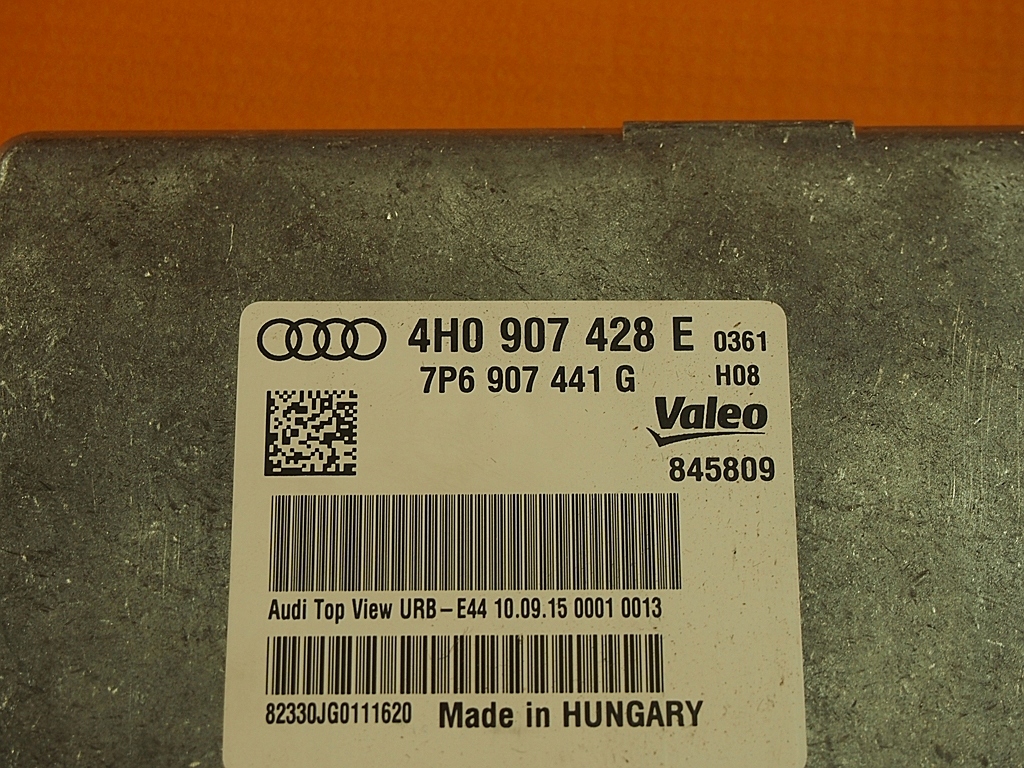 4H0 907 428 E 0361
7P6 907 441 G H08
Valeo
845809
Audi Top View URB - E44 10.09.15 0001 0013
82330JG0111620 Made in HUNGARY